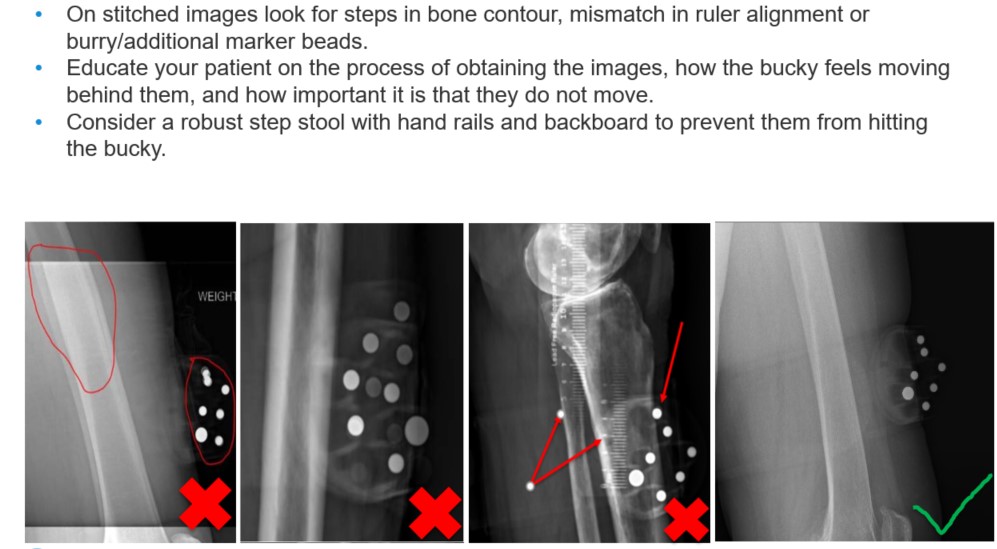 On stitched images look for steps in bone contour, mismatch in ruler alignment or
burry/additional marker beads.
Educate your patient on the process of obtaining the images, how the bucky feels moving
behind them, and how important it is that they do not move.
Consider a robust step stool with hand rails and backboard to prevent them from hitting
the bucky.
WEIGHT